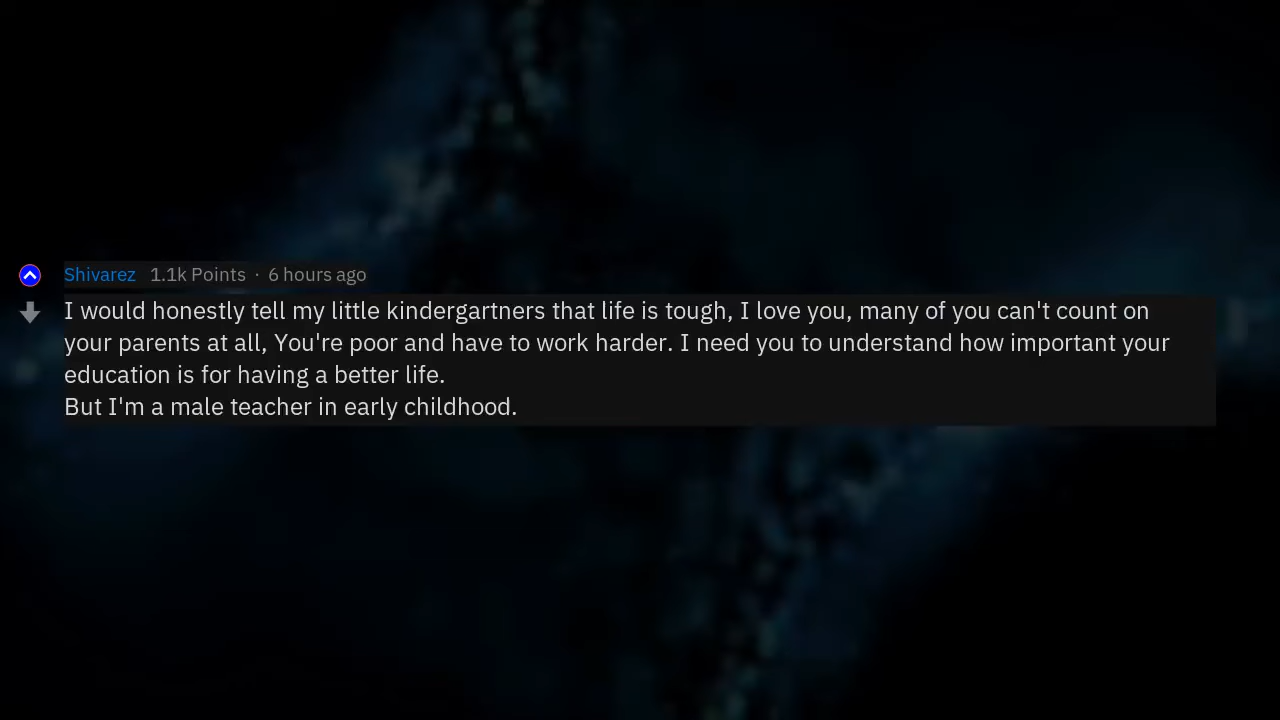 Shivarez 1.1k Points · 6 hours ago
I would honestly tell my little kindergartners that life is tough, I love you, many of you can't count on
your parents at all, You're poor and have to work harder. I need you to understand how important your
education is for having a better life.
But I'm a male teacher in early childhood.